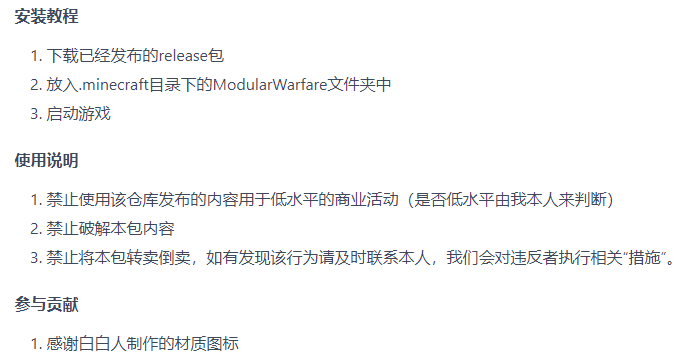 安装教程
1. 下载已经发布的release包
2. 放入.minecraft目录下的ModularWarfare文件夹中
3. 启动游戏
使用说明
1. 禁止使用该仓库发布的内容用于低水平的商业活动（是否低水平由我本人来判断）
2. 禁止破解本包内容
3. 禁止将本包转卖倒卖，如有发现该行为请及时联系本人，我们会对违反者执行相关“措施”。
参与贡献
1. 感谢白白人制作的材质图标